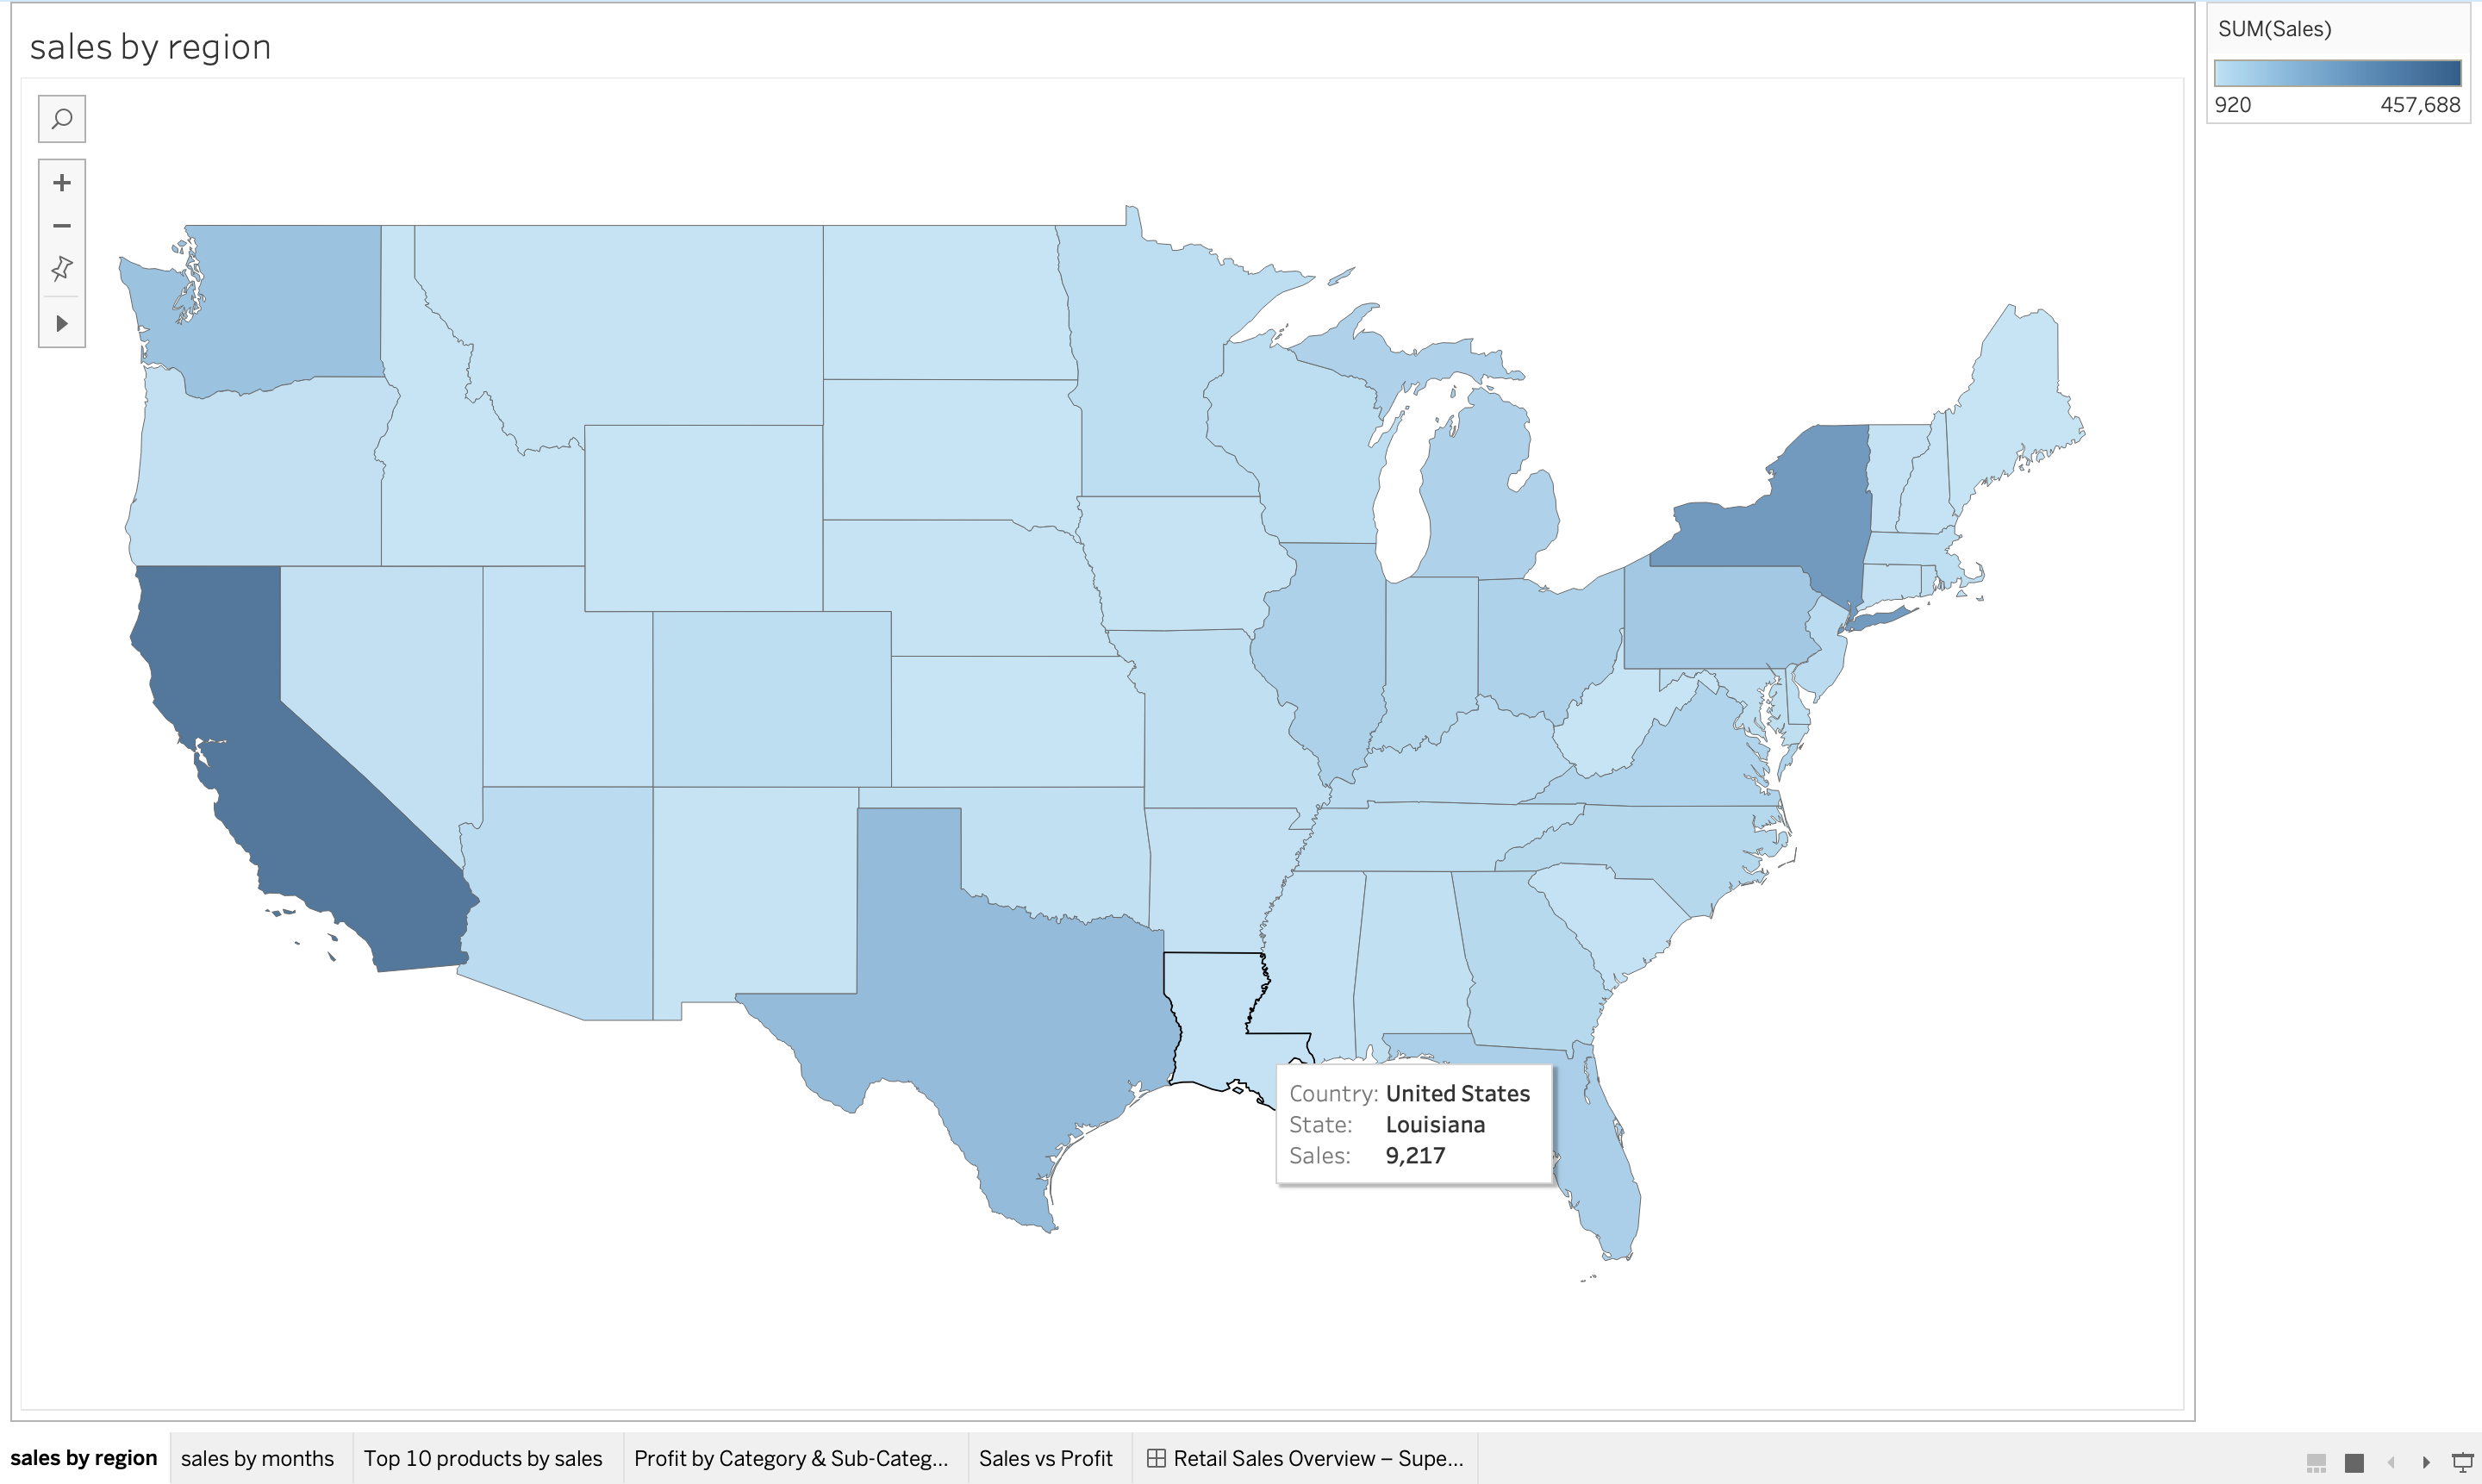 sales by region
SUM(Sales)
920 457,688
Country: United States
State: Louisiana
Sales: 9,217
sales by region sales by months Top 10 products by sales Profit by Category & Sub-Categ... Sales vs Profit Retail Sales Overview – Supe...